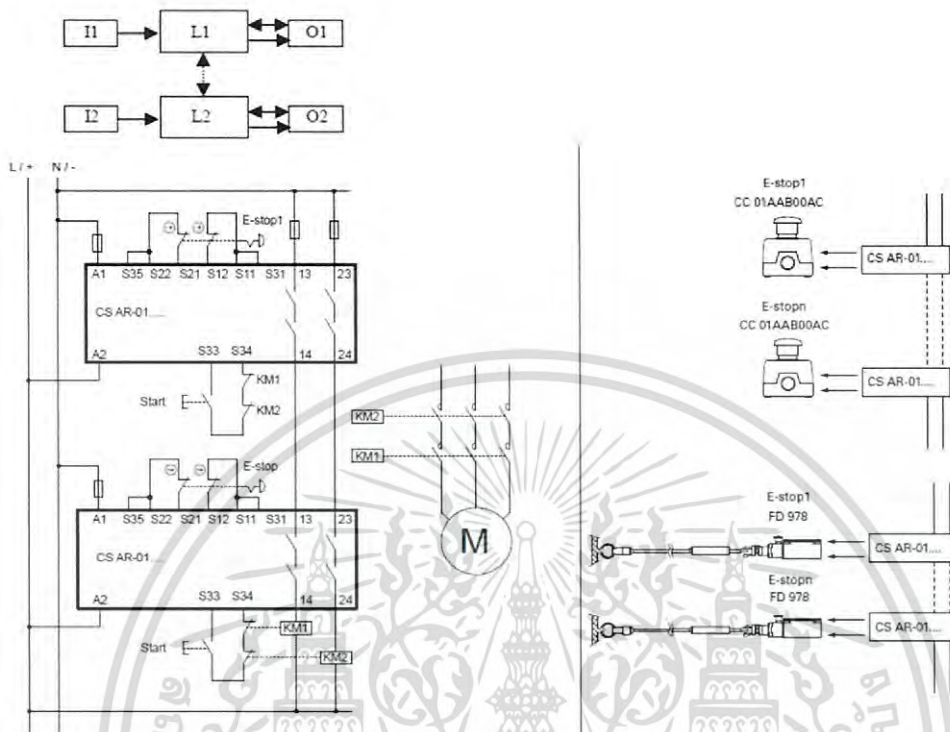 I1 L1 O1
I2 L2 O2
L / + N / -
E-stop1
A1 S35 S22 S21 S12 S11 S31 13 23
CS AR-01....
A2 S33 S34 14 24
KM1
Start
KM2
E-stop
A1 S35 S22 S21 S12 S11 S31 13 23
CS AR-01....
A2 S33 S34 14 24
KM1
Start
KM2
KM2
KM1
M
E-stop1
CC 01AAB00AC
CS AR-01....
E-stopn
CC 01AAB00AC
CS AR-01....
E-stop1
FD 978
CS AR-01....
E-stopn
FD 978
CS AR-01....